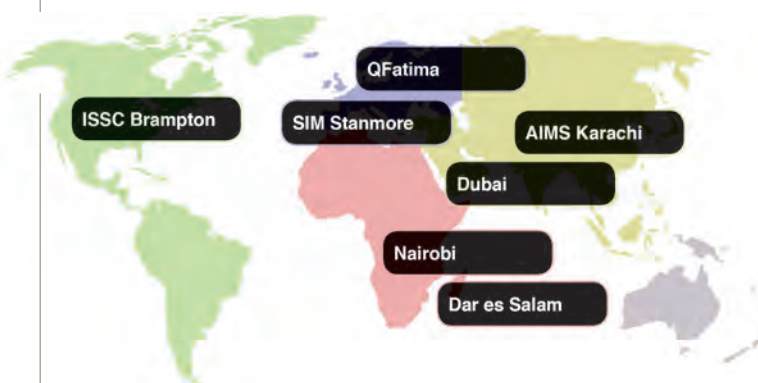 QFatima
ISSC Brampton
SIM Stanmore
AIMS Karachi
Dubai
Nairobi
Dar es Salam